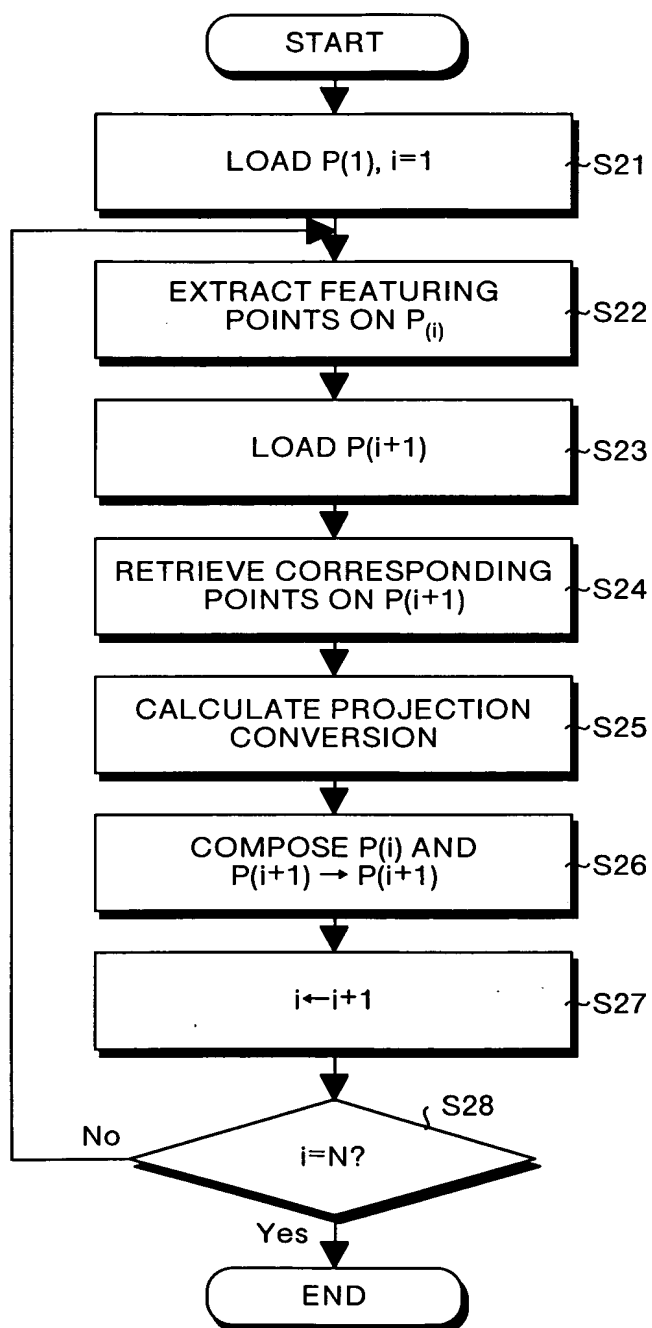 START
LOAD P(1), i=1
S21
EXTRACT FEATURING
POINTS ON P(i)
S22
LOAD P(i+1)
S23
RETRIEVE CORRESPONDING
POINTS ON P(i+1)
S24
CALCULATE PROJECTION
CONVERSION
S25
COMPOSE P(i) AND
P(i+1) → P(i+1)
S26
i←i+1
S27
S28
No
i=N?
Yes
END